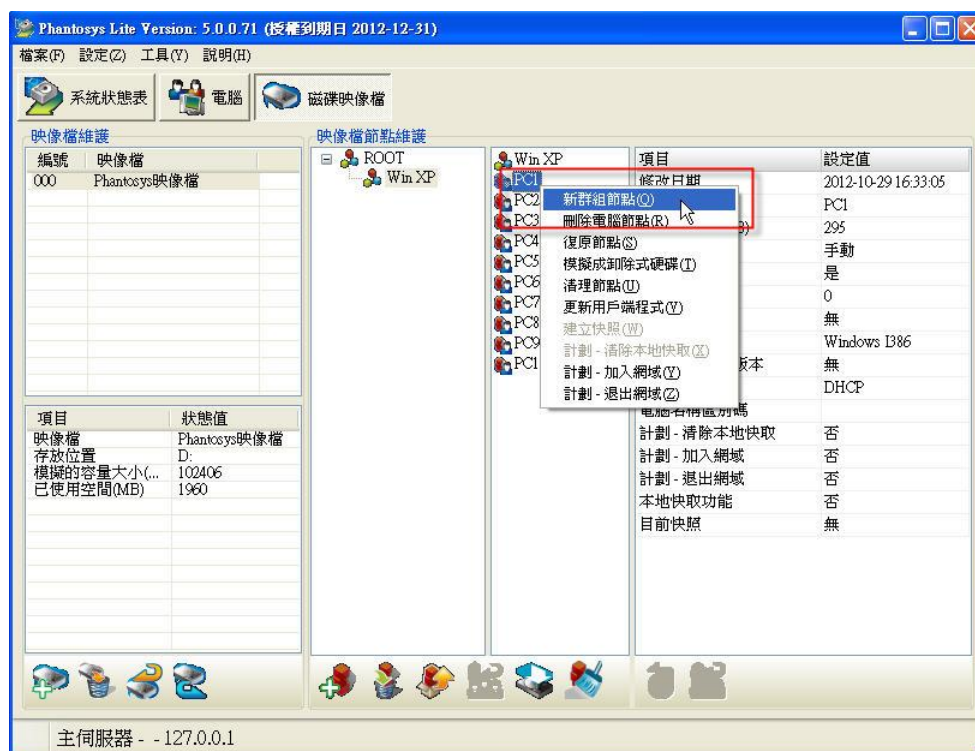 Phantosys Lite Version: 5.0.0.71 (授權到期日 2012-12-31)
檔案(F) 設定(Z) 工具(Y) 說明(H)
系統狀態表 電腦 磁碟映像檔
映像檔維護
編號 映像檔
000 Phantosys映像檔
項目 狀態值
映像檔 Phantosys映像檔
存放位置 D:
模擬的容量大小(... 102406
已使用空間(MB) 1960
映像檔節點維護
ROOT
Win XP
Win XP
PC1
PC2
PC3
PC4
PC5
PC6
PC7
PC8
PC9
PC1
新群組節點(Q)
刪除電腦節點(R)
復原節點(S)
模擬成卸除式硬碟(T)
清理節點(U)
更新用戶端程式(V)
建立快照(W)
計劃 - 清除本地快取(X)
計劃 - 加入網域(Y)
計劃 - 退出網域(Z)
項目 設定值
修改日期 2012-10-29 16:33:05
PC1
295
手動
是
0
無
Windows I386
版本 無
DHCP
電腦名稱區別碼
計劃 - 清除本地快取 否
計劃 - 加入網域 否
計劃 - 退出網域 否
本地快取功能 否
目前快照 無
主伺服器 - - 127.0.0.1